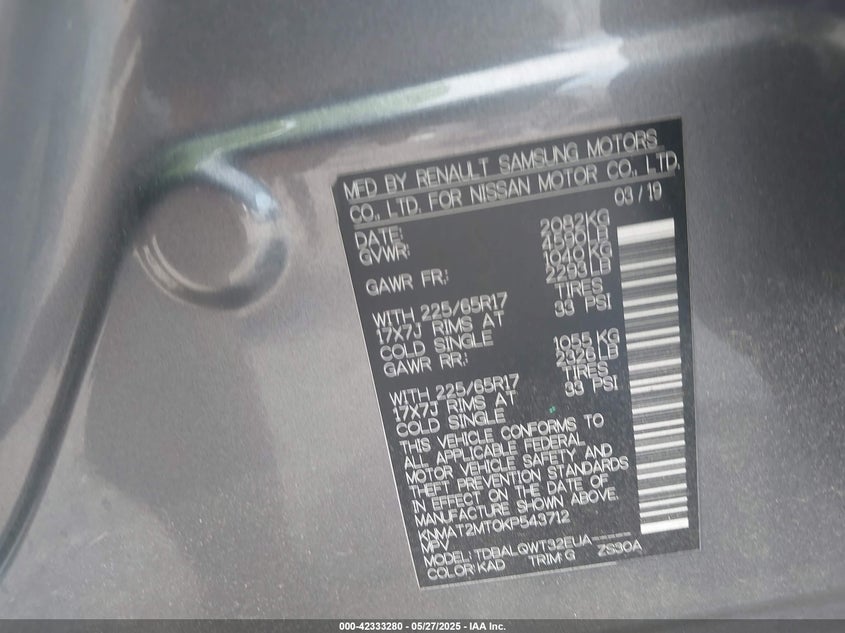 MFD BY RENAULT SAMSUNG MOTORS
CO., LTD. FOR NISSAN MOTOR CO., LTD.
DATE: 03/19
GVWR: 2082KG
4590LB
GAWR FR: 1040KG
2293LB
WITH 225/65R17 TIRES
17X7J RIMS AT 33 PSI
COLD SINGLE
GAWR RR: 1055KG
2326LB
WITH 225/65R17 TIRES
17X7J RIMS AT 33 PSI
COLD SINGLE
THIS VEHICLE CONFORMS TO
ALL APPLICABLE FEDERAL
MOTOR VEHICLE SAFETY AND
THEFT PREVENTION STANDARDS
IN EFFECT ON THE DATE OF
MANUFACTURE SHOWN ABOVE.
KNMAT2MT0KP543712
MPV
MODEL: TDBALQWT32EUA-----
COLOR: KAD TRIM: G ZS30A
000-42333280 - 05/27/2025 - IAA Inc.